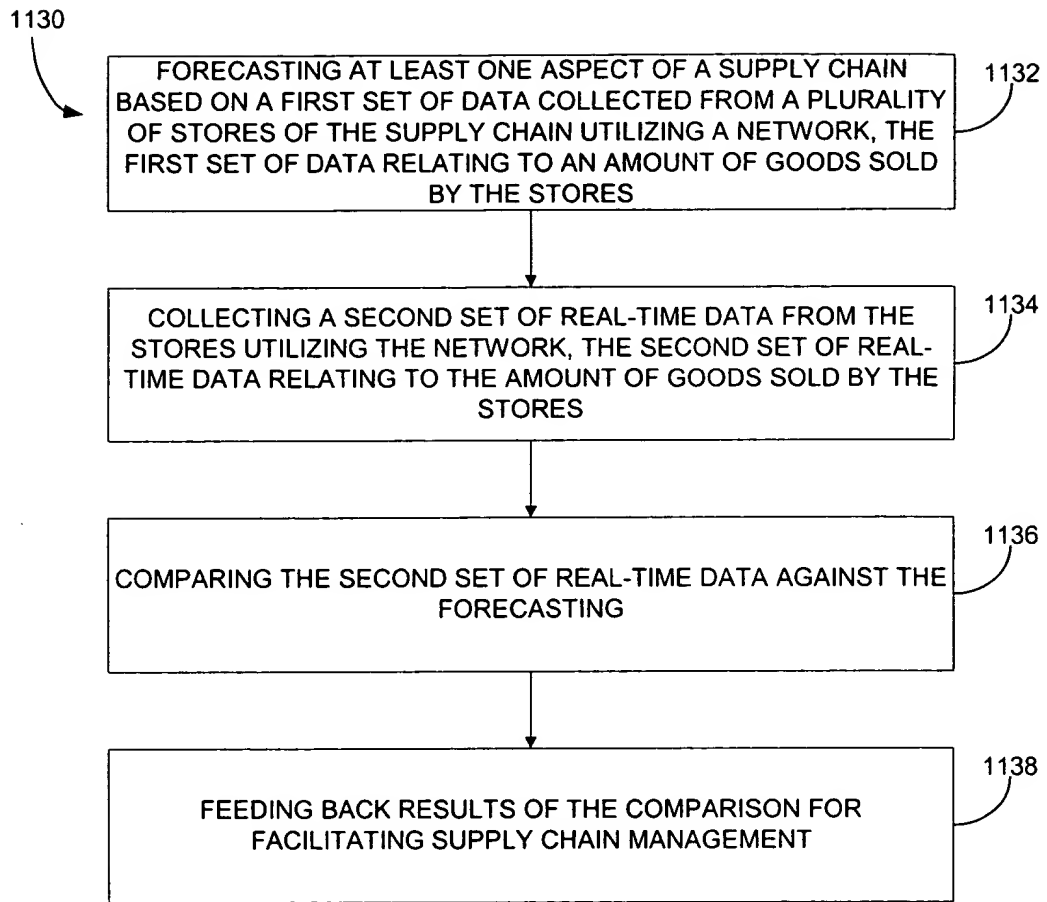 1130
FORECASTING AT LEAST ONE ASPECT OF A SUPPLY CHAIN
BASED ON A FIRST SET OF DATA COLLECTED FROM A PLURALITY
OF STORES OF THE SUPPLY CHAIN UTILIZING A NETWORK, THE
FIRST SET OF DATA RELATING TO AN AMOUNT OF GOODS SOLD
BY THE STORES
1132
COLLECTING A SECOND SET OF REAL-TIME DATA FROM THE
STORES UTILIZING THE NETWORK, THE SECOND SET OF REAL-
TIME DATA RELATING TO THE AMOUNT OF GOODS SOLD BY THE
STORES
1134
COMPARING THE SECOND SET OF REAL-TIME DATA AGAINST THE
FORECASTING
1136
FEEDING BACK RESULTS OF THE COMPARISON FOR
FACILITATING SUPPLY CHAIN MANAGEMENT
1138